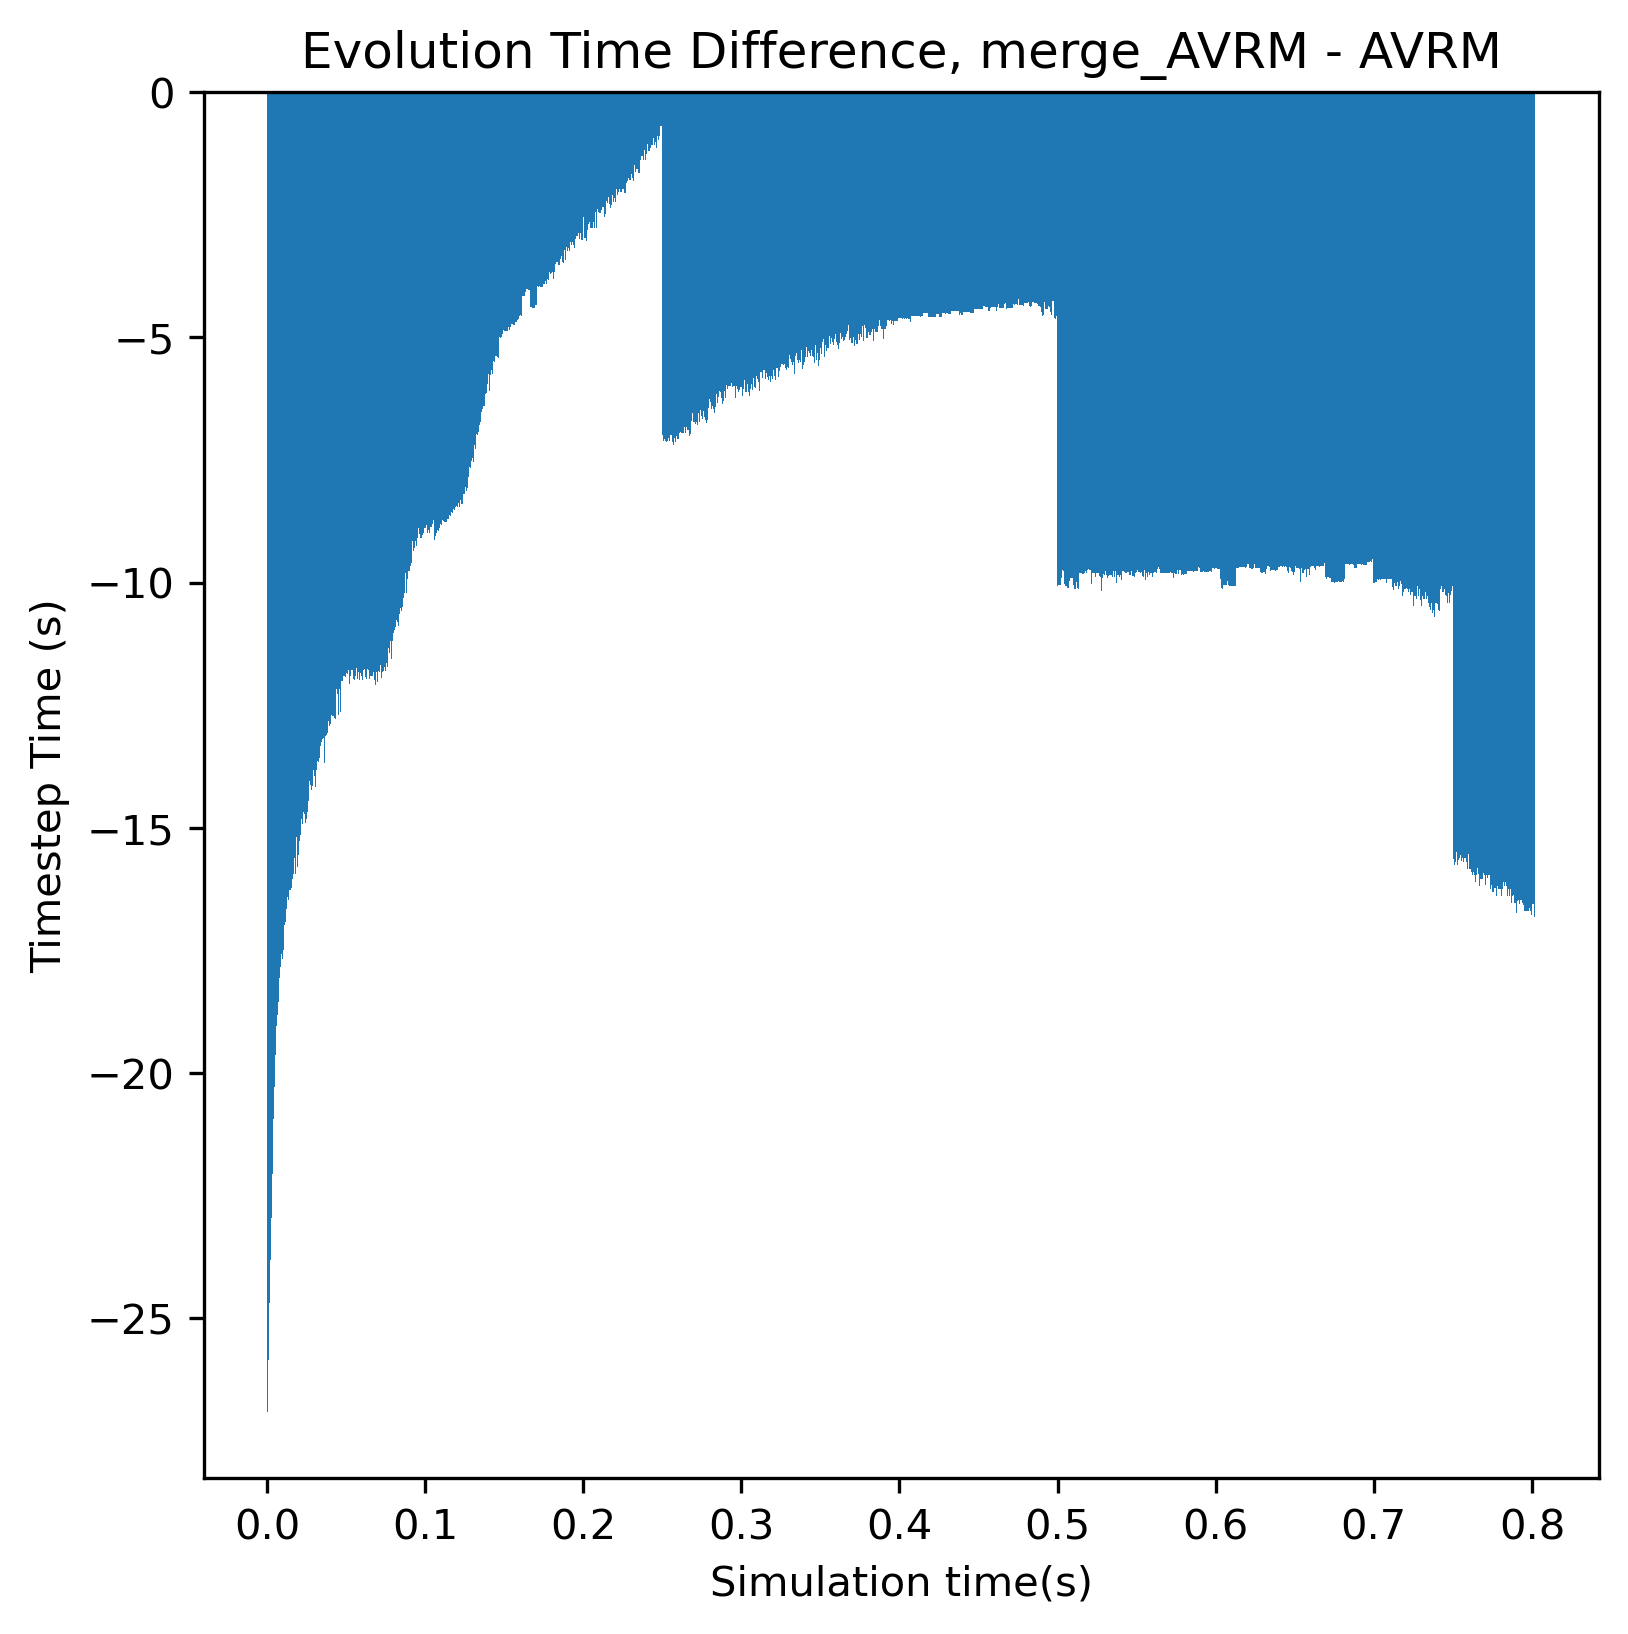 Evolution Time Difference, merge_AVRM - AVRM
0
−5
−10
−15
−20
−25
Timestep Time (s)
0.0 0.1 0.2 0.3 0.4 0.5 0.6 0.7 0.8
Simulation time(s)